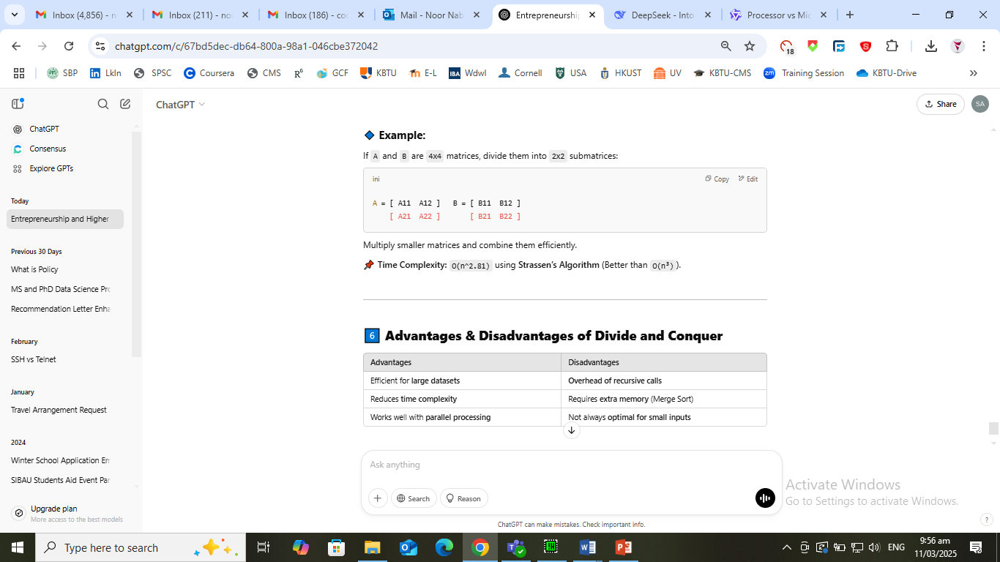 Inbox (4,856) - n
Inbox (211) - no
Inbox (186) - co
Mail - Noor Nab
Entrepreneurship
DeepSeek - Into
Processor vs Mic
chatgpt.com/c/67bd5dec-db64-800a-98a1-046cbe372042
18
SBP
LkIn
SPSC
Coursera
CMS
RG
GCF
KBTU
E-L
IBA Wdwl
Cornell
USA
HKUST
UV
KBTU-CMS
zm Training Session
KBTU-Drive
ChatGPT
Share
SA
ChatGPT
Consensus
Explore GPTs
Today
Entrepreneurship and Higher
Previous 30 Days
What is Policy
MS and PhD Data Science Pro
Recommendation Letter Enha
February
SSH vs Telnet
January
Travel Arrangement Request
2024
Winter School Application En
SIBAU Students Aid Event Par
Upgrade plan
More access to the best models
Example:
If A and B are 4x4 matrices, divide them into 2x2 submatrices:
ini
Copy
Edit
A = [ A11 A12 ] B = [ B11 B12 ]
[ A21 A22 ] [ B21 B22 ]
Multiply smaller matrices and combine them efficiently.
Time Complexity: O(n^2.81) using Strassen's Algorithm (Better than O(n³)).
6 Advantages & Disadvantages of Divide and Conquer
Advantages Disadvantages
Efficient for large datasets Overhead of recursive calls
Reduces time complexity Requires extra memory (Merge Sort)
Works well with parallel processing Not always optimal for small inputs
Ask anything
Search
Reason
Activate Windows
Go to Settings to activate Windows.
ChatGPT can make mistakes. Check important info.
?
Type here to search
ENG
9:56 am
11/03/2025